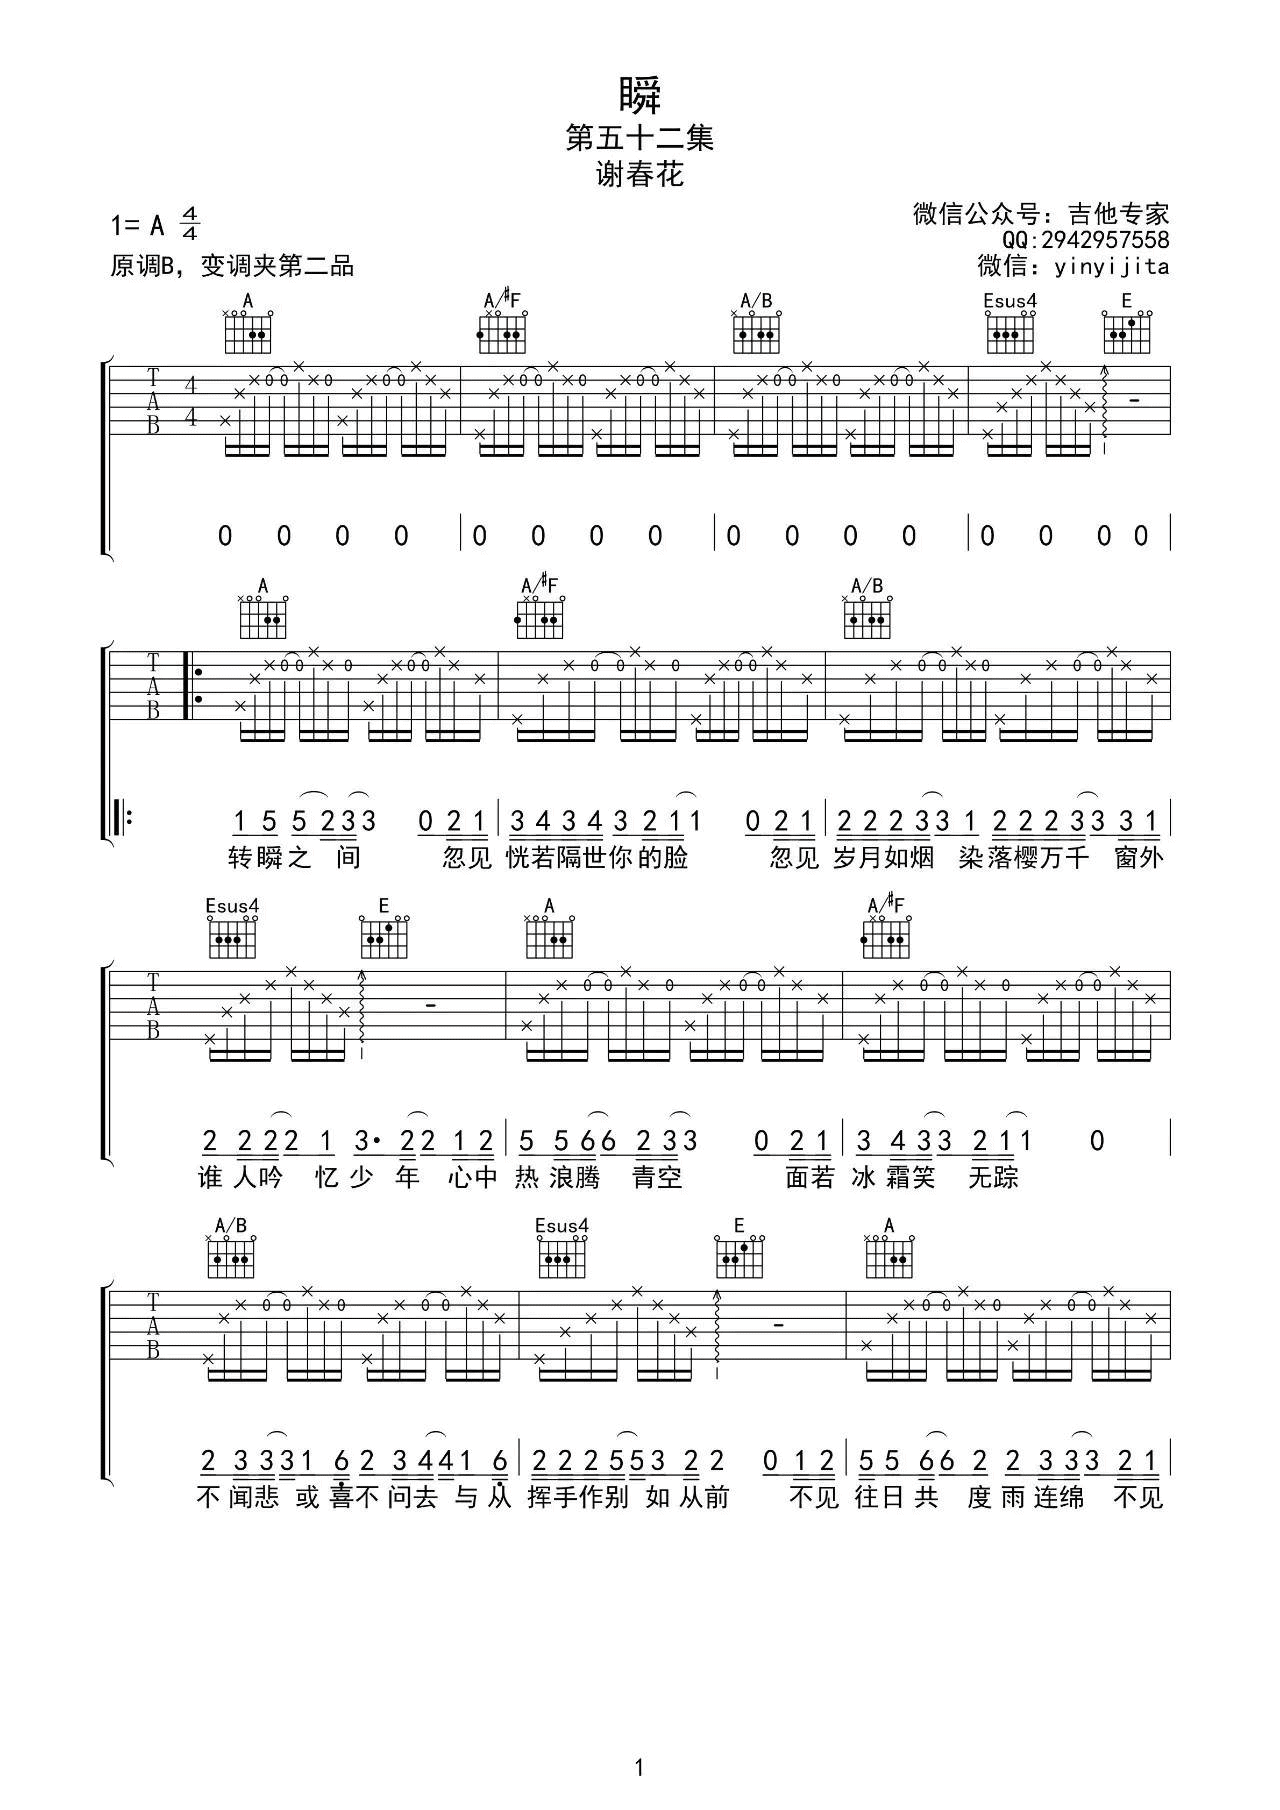 瞬
第五十二集
谢春花
1= A 4/4
微信公众号：吉他专家
QQ:2942957558
原调B，变调夹第二品
微信：yinyijita
A A/#F A/B Esus4 E
T A B 4 4
0 0 0 0 0 0 0 0 0 0 0 0 0 0 0 0
A A/#F A/B
T A B
1 5 5 2 3 3 0 2 1 3 4 3 4 3 2 1 1 0 2 1 2 2 2 3 3 1 2 2 2 3 3 3 1
转瞬之间 忽见 恍若隔世你的脸 忽见 岁月如烟 染落樱万千 窗外
Esus4 E A A/#F
T A B
2 2 2 2 1 3· 2 2 1 2 5 5 6 6 2 3 3 0 2 1 3 4 3 3 2 1 1 0
谁人吟 忆少年 心中 热浪腾 青空 面若 冰霜笑 无踪
A/B Esus4 E A
T A B
2 3 3 3 1 6 2 3 4 4 1 6 2 2 2 5 5 3 2 2 0 1 2 5 5 6 6 2 2 3 3 3 2 1
不闻悲 或喜不问去 与从 挥手作别 如从前 不见 往日共 度雨连绵 不见
1